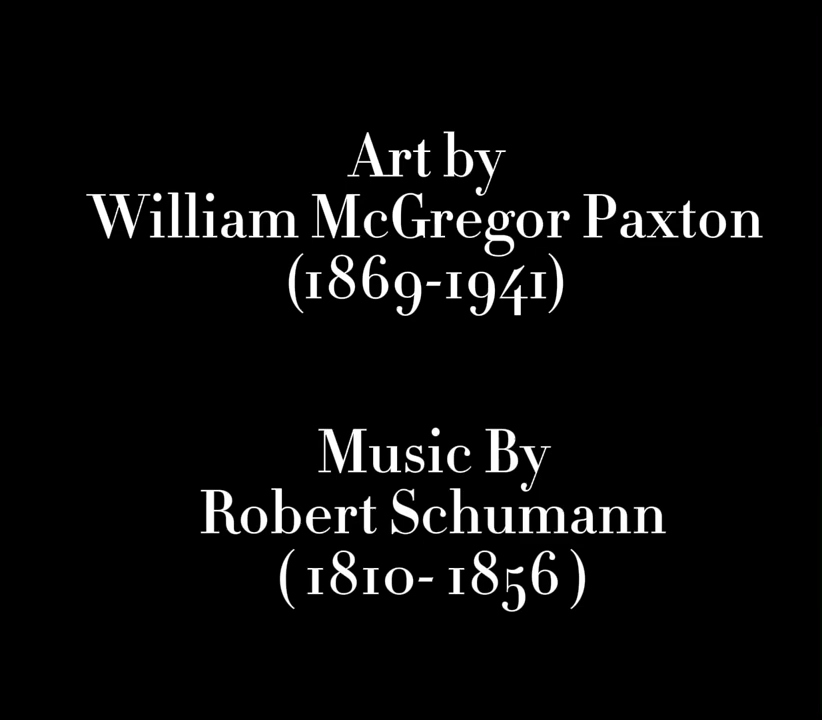 Art by
William McGregor Paxton
(1869-1941)
Music By
Robert Schumann
( 1810- 1856 )